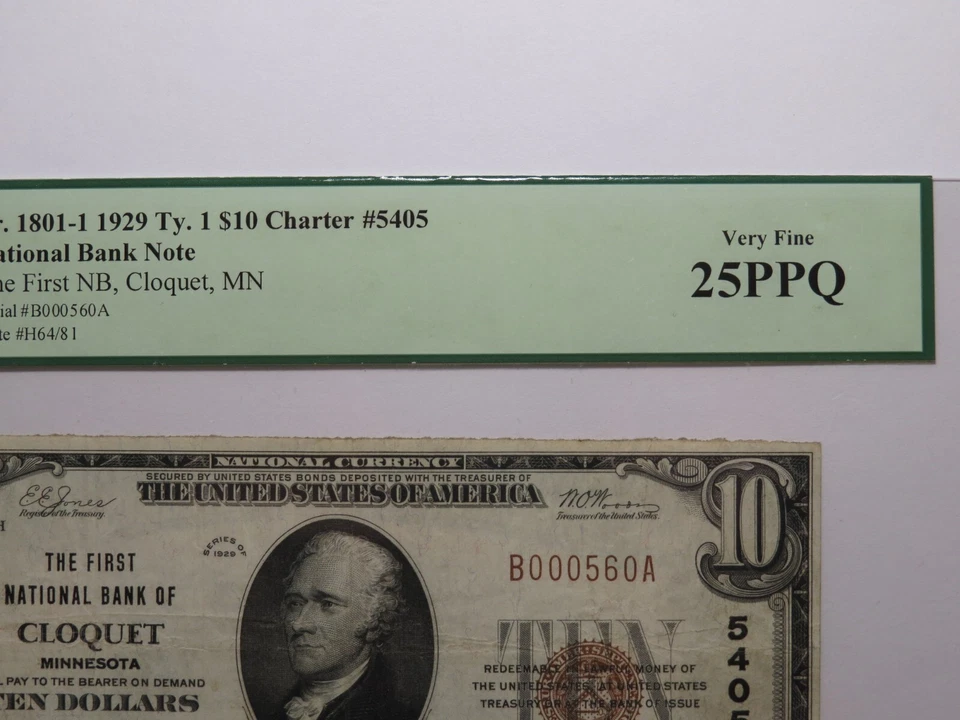 r. 1801-1 1929 Ty. 1 $10 Charter #5405
ational Bank Note
he First NB, Cloquet, MN
ial #B000560A
te #H64/81
Very Fine
25PPQ
NATIONAL CURRENCY
SECURED BY UNITED STATES BONDS DEPOSITED WITH THE TREASURER OF
THE UNITED STATES OF AMERICA
E.E. Jones
Register of the Treasury.
W.O. Woods
Treasurer of the United States.
10
H
SERIES OF
1929
THE FIRST
NATIONAL BANK OF
CLOQUET
MINNESOTA
L PAY TO THE BEARER ON DEMAND
TEN DOLLARS
B000560A
TEN
REDEEMABLE IN LAWFUL MONEY OF
THE UNITED STATES AT UNITED STATES
TREASURY OR AT THE BANK OF ISSUE
5405